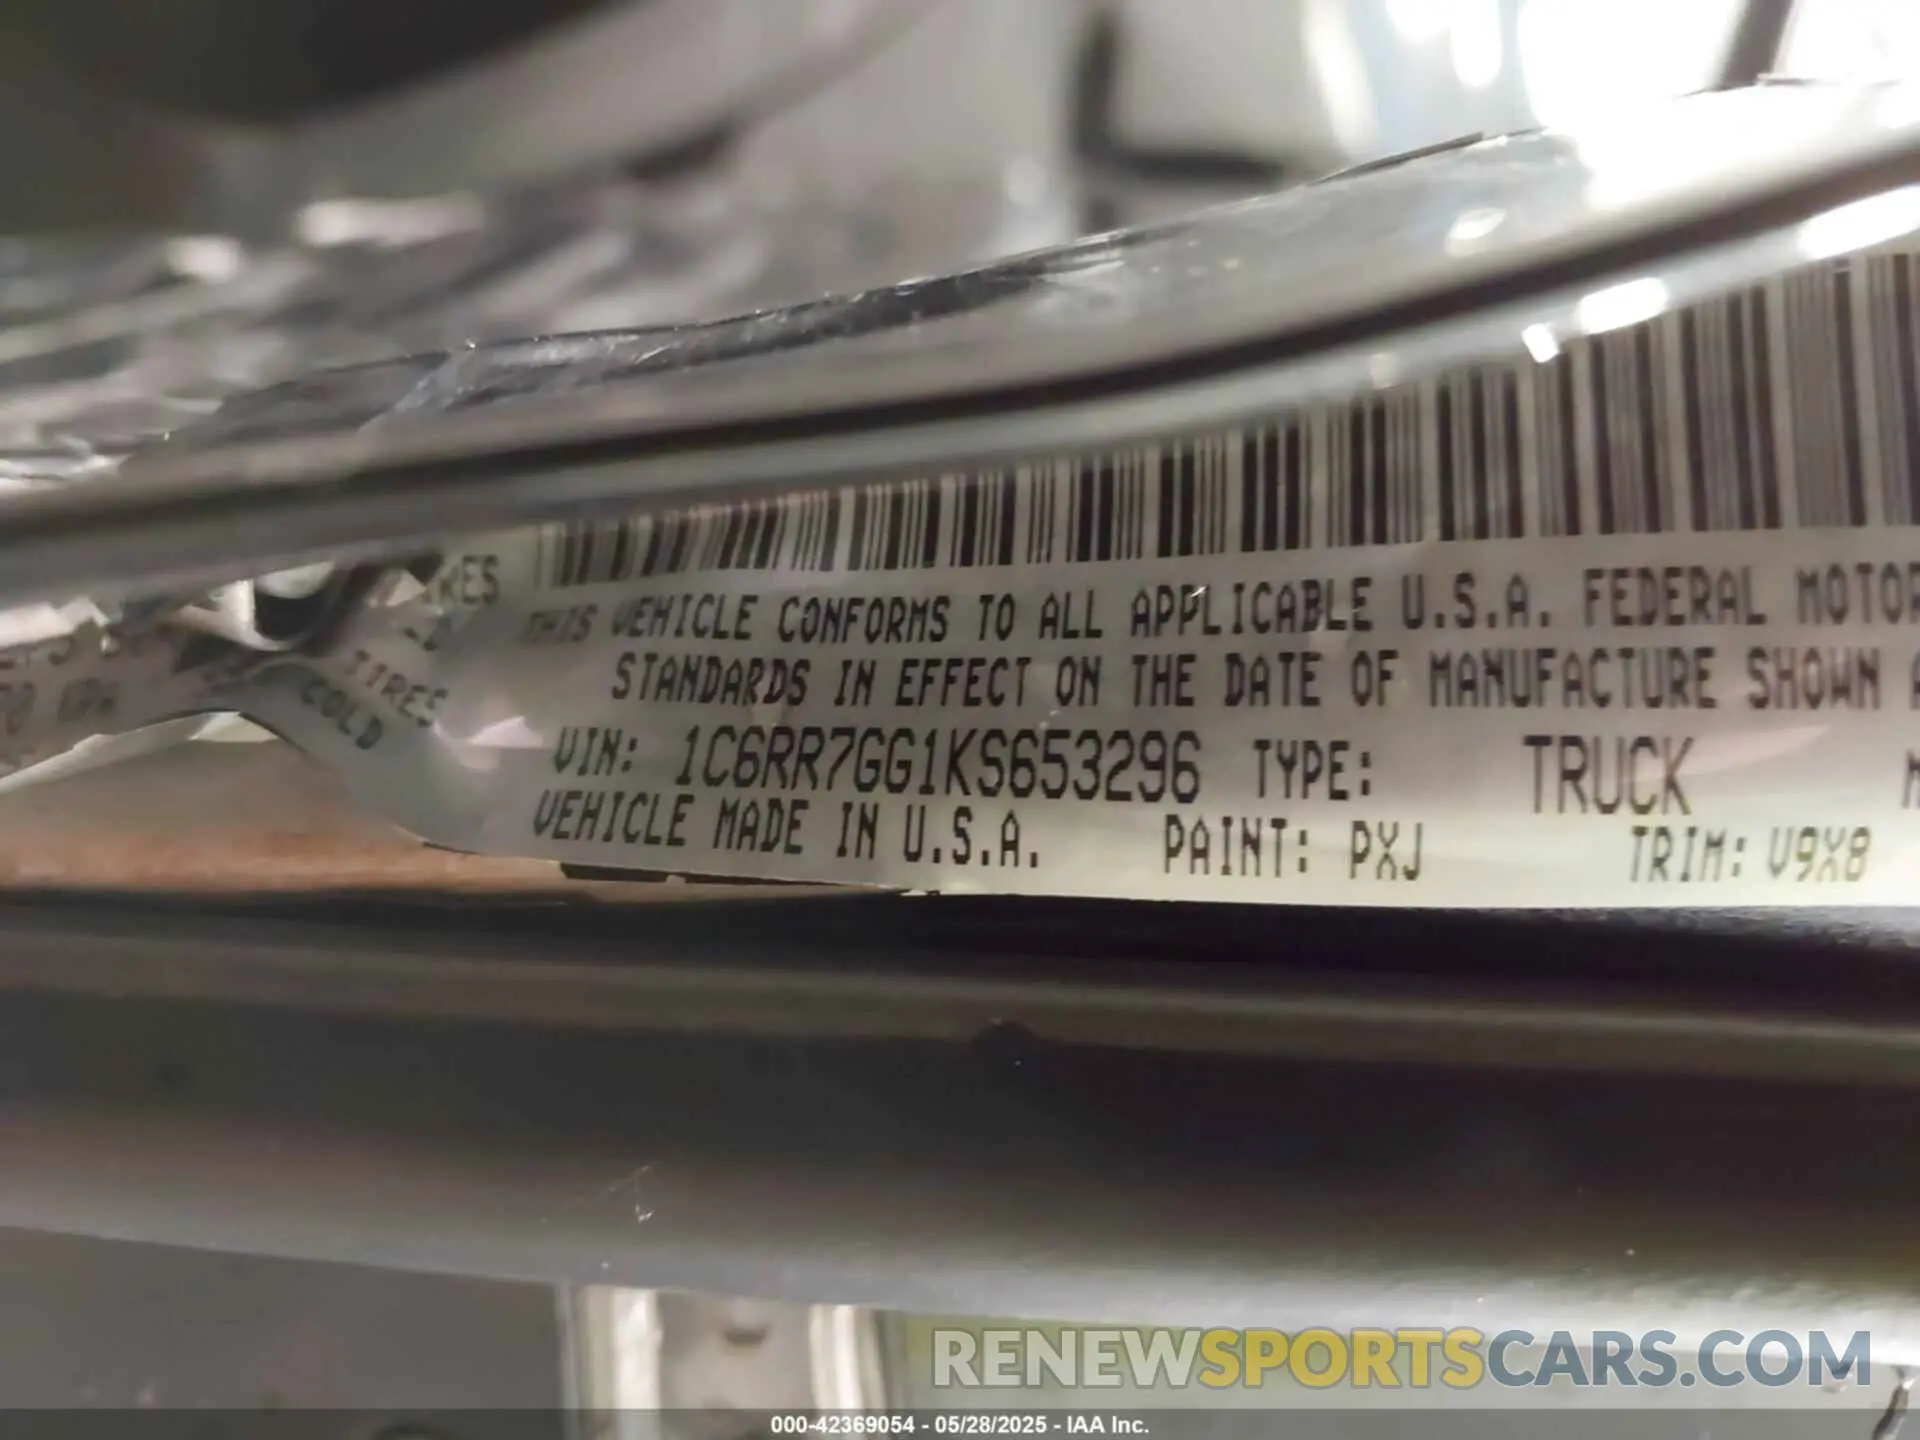 TIRES
TIRES
COLD
THIS VEHICLE CONFORMS TO ALL APPLICABLE U.S.A. FEDERAL MOTOR
STANDARDS IN EFFECT ON THE DATE OF MANUFACTURE SHOWN
VIN: 1C6RR7GG1KS653296 TYPE: TRUCK
VEHICLE MADE IN U.S.A. PAINT: PXJ TRIM: V9X8
RENEWSPORTSCARS.COM
000-42369054 - 05/28/2025 - IAA Inc.